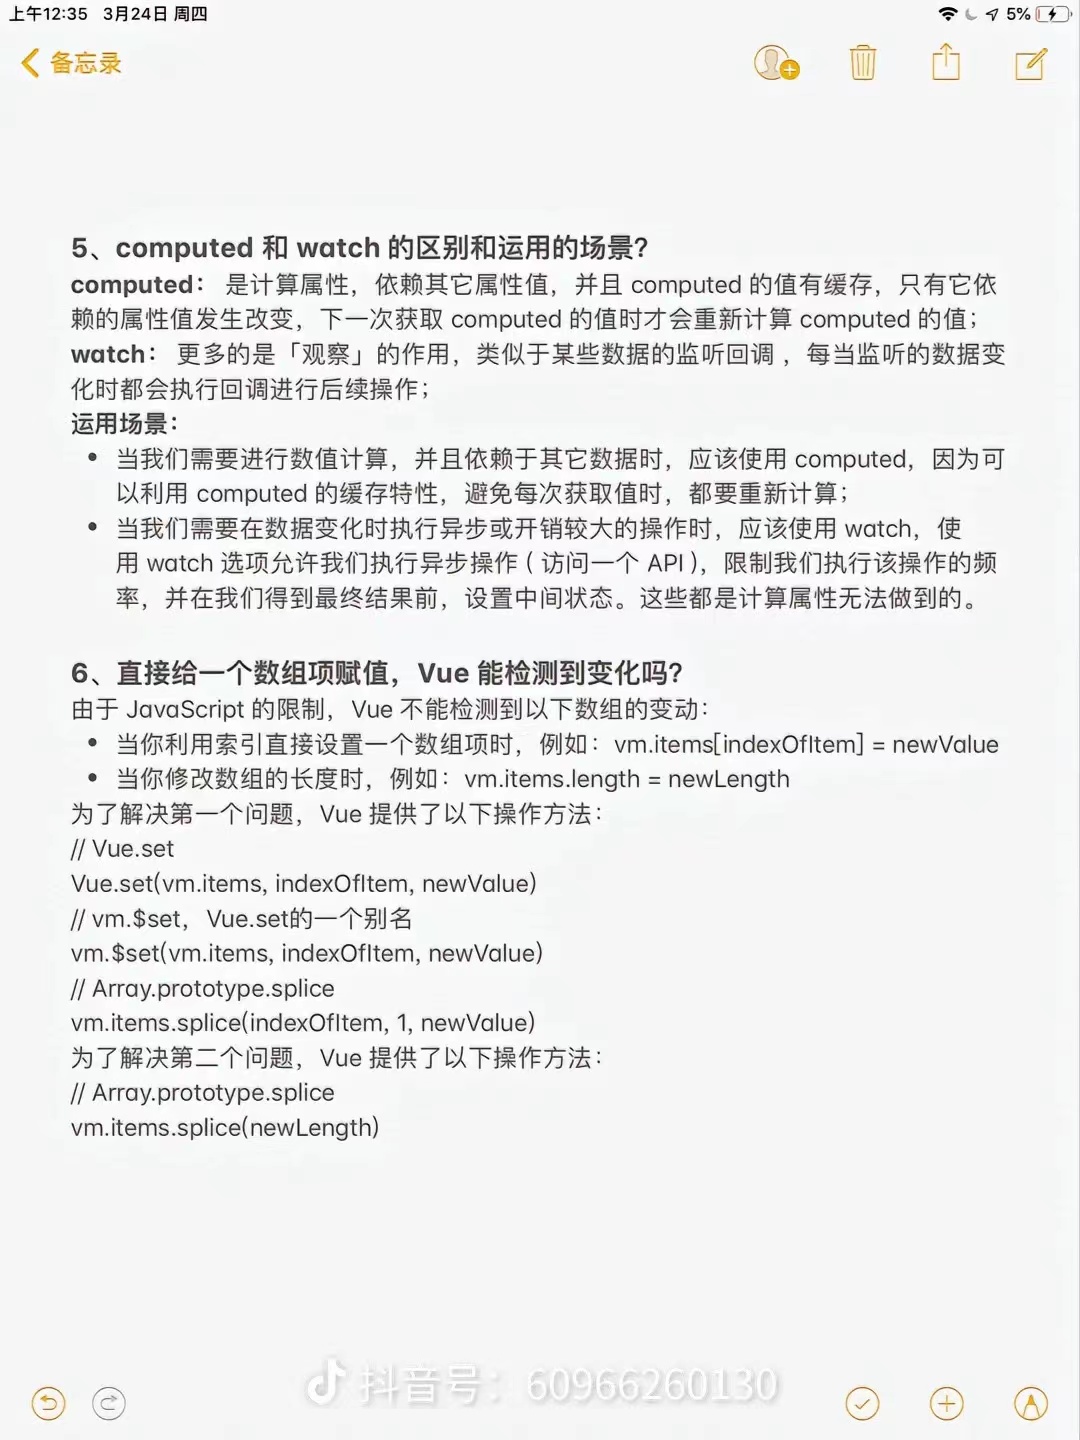 上午12:35 3月24日 周四
5%
备忘录
5、computed 和 watch 的区别和运用的场景?
computed： 是计算属性，依赖其它属性值，并且 computed 的值有缓存，只有它依
赖的属性值发生改变，下一次获取 computed 的值时才会重新计算 computed 的值；
watch： 更多的是「观察」的作用，类似于某些数据的监听回调 ，每当监听的数据变
化时都会执行回调进行后续操作；
运用场景：
• 当我们需要进行数值计算，并且依赖于其它数据时，应该使用 computed，因为可
以利用 computed 的缓存特性，避免每次获取值时，都要重新计算；
• 当我们需要在数据变化时执行异步或开销较大的操作时，应该使用 watch，使
用 watch 选项允许我们执行异步操作 ( 访问一个 API )，限制我们执行该操作的频
率，并在我们得到最终结果前，设置中间状态。这些都是计算属性无法做到的。
6、直接给一个数组项赋值，Vue 能检测到变化吗?
由于 JavaScript 的限制，Vue 不能检测到以下数组的变动：
• 当你利用索引直接设置一个数组项时，例如：vm.items[indexOfItem] = newValue
• 当你修改数组的长度时，例如：vm.items.length = newLength
为了解决第一个问题，Vue 提供了以下操作方法：
// Vue.set
Vue.set(vm.items, indexOfItem, newValue)
// vm.$set，Vue.set的一个别名
vm.$set(vm.items, indexOfItem, newValue)
// Array.prototype.splice
vm.items.splice(indexOfItem, 1, newValue)
为了解决第二个问题，Vue 提供了以下操作方法：
// Array.prototype.splice
vm.items.splice(newLength)
抖音号：60966260130